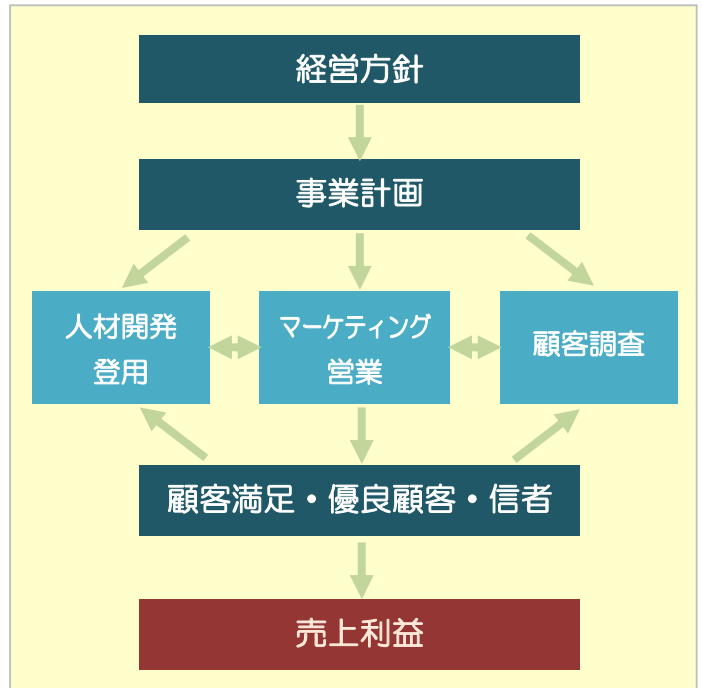 経営方針
事業計画
人材開発
登用
マーケティング
営業
顧客調査
顧客満足・優良顧客・信者
売上利益